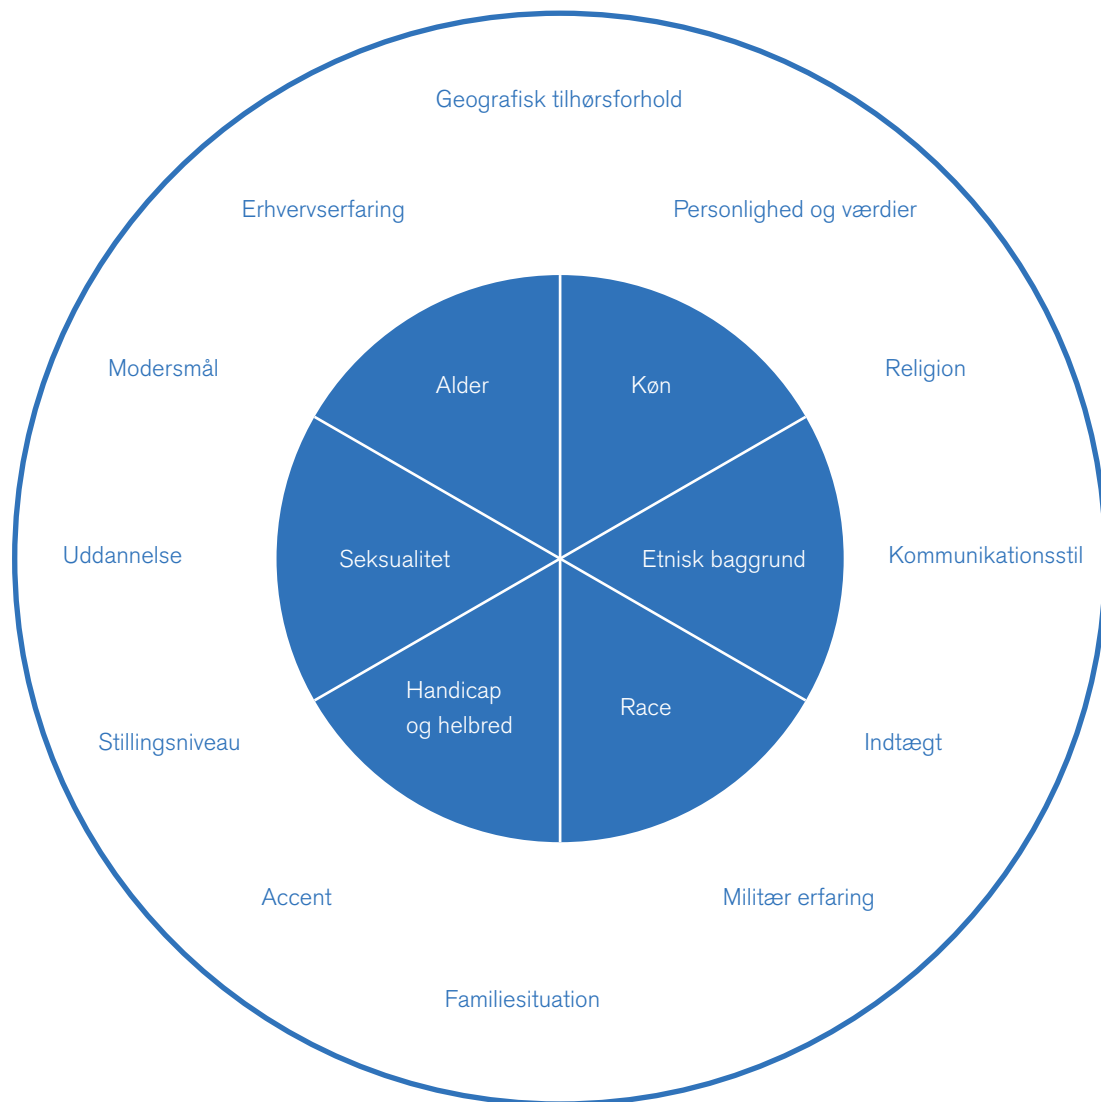 Geografisk tilhørsforhold
Erhvervserfaring
Personlighed og værdier
Modersmål
Religion
Alder
Køn
Uddannelse
Seksualitet
Etnisk baggrund
Kommunikationsstil
Handicap
og helbred
Race
Stillingsniveau
Indtægt
Accent
Militær erfaring
Familiesituation